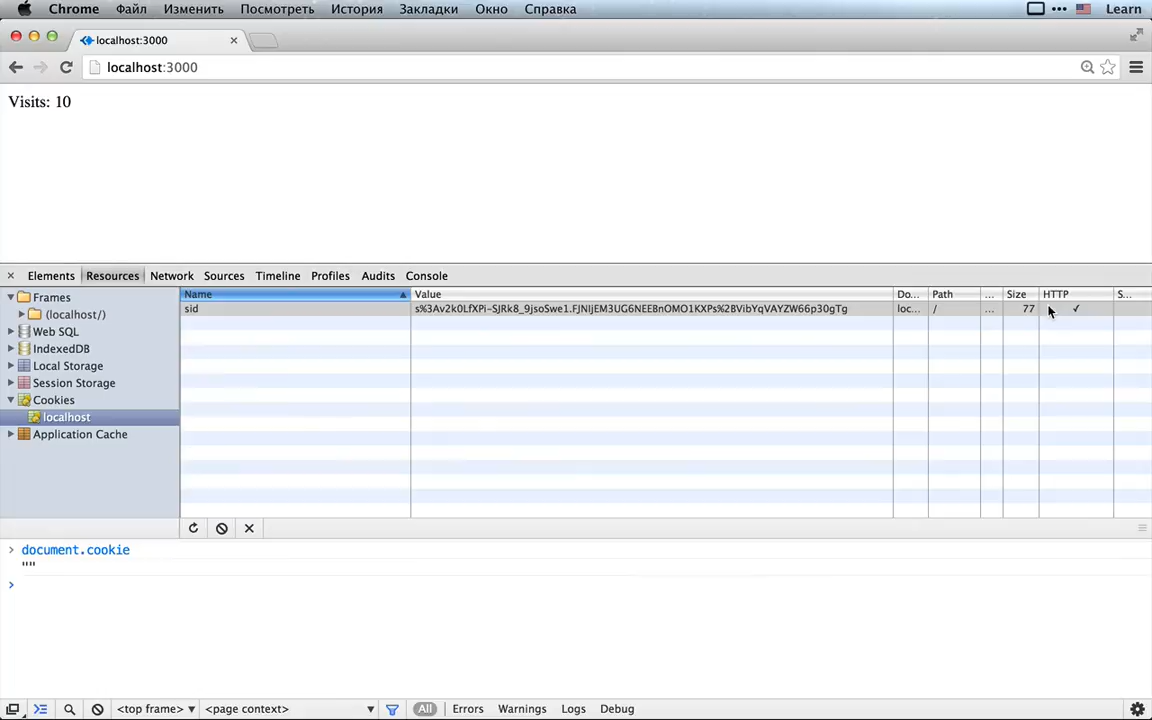 Chrome Файл Изменить Посмотреть История Закладки Окно Справка Learn
localhost:3000
localhost:3000
Visits: 10
Elements Resources Network Sources Timeline Profiles Audits Console
Name Value Do... Path ... Size HTTP S...
Frames
(localhost/)
Web SQL
IndexedDB
Local Storage
Session Storage
Cookies
localhost
Application Cache
sid s%3Av2k0LfXPi-SJRk8_9jsoSwe1.FJNljEM3UG6NEEBnOMO1KXPs%2BVibYqVAYZW66p30gTg loc... / ... 77 ✓
> document.cookie
""
>
<top frame> <page context> All Errors Warnings Logs Debug